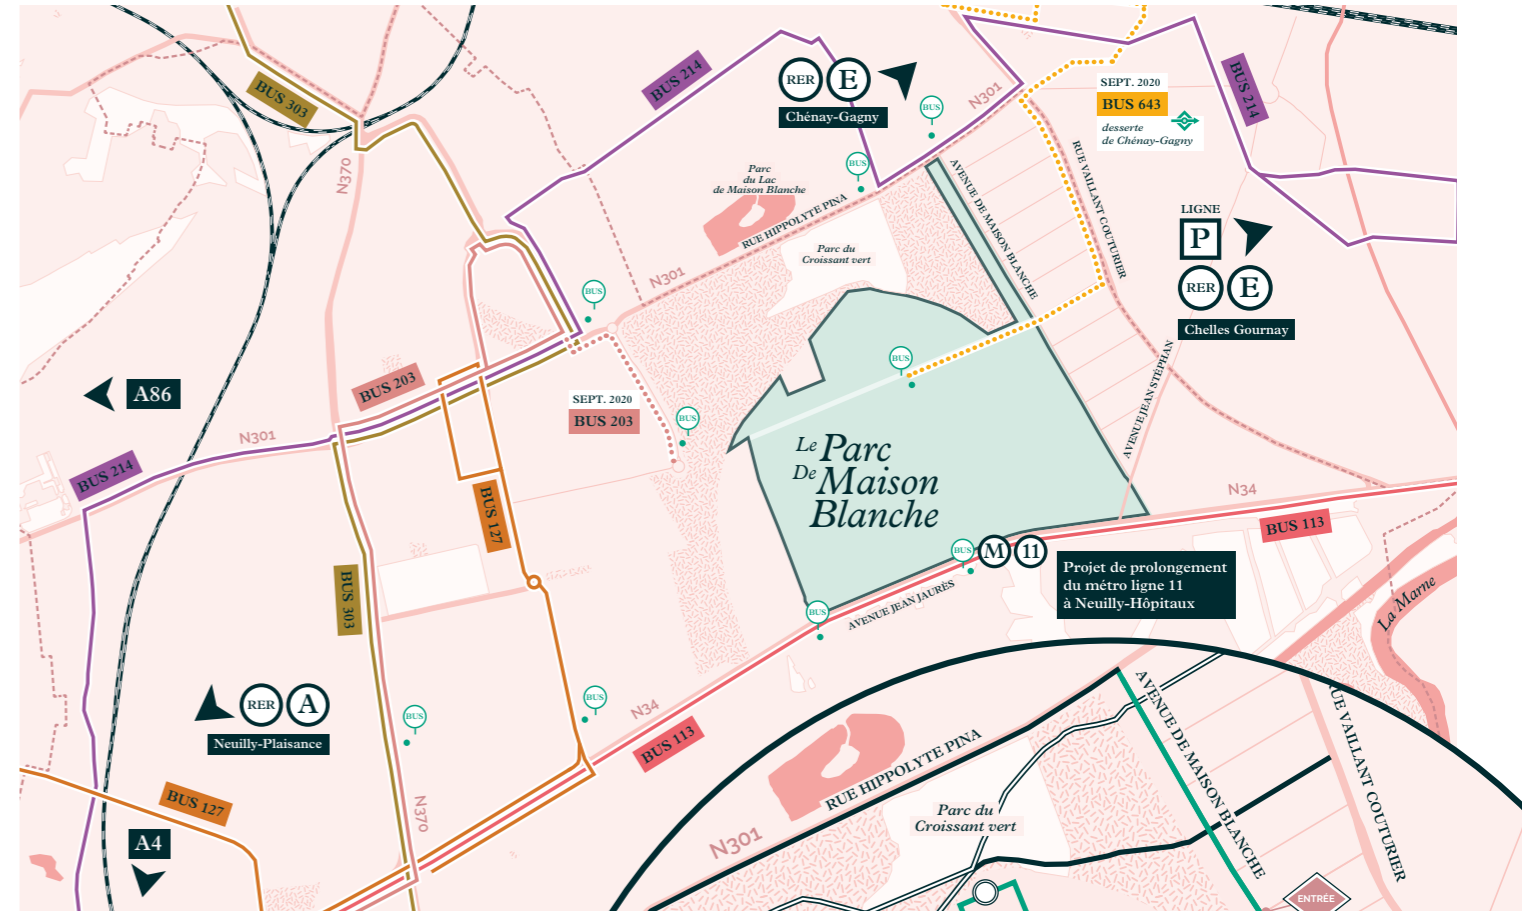 BUS 303
N370
BUS 214
RER E
Chénay-Gagny
BUS
N301
SEPT. 2020
BUS 643
desserte
de Chénay-Gagny
BUS 214
BUS
Parc
du Lac
de Maison Blanche
RUE HIPPOLYTE PINA
AVENUE DE MAISON BLANCHE
RUE VAILLANT COUTURIER
LIGNE
P
RER E
Chelles Gournay
Parc du
Croissant vert
N301
BUS
BUS
A86
BUS 203
SEPT. 2020
BUS 203
BUS
AVENUE JEAN STÉPHAN
N301
BUS 214
Le Parc
De Maison
Blanche
BUS 127
N34
BUS 113
BUS
M 11
Projet de prolongement
du métro ligne 11
à Neuilly-Hôpitaux
BUS 303
AVENUE JEAN JAURÈS
BUS
La Marne
RER A
Neuilly-Plaisance
BUS
BUS
N34
BUS 113
BUS 127
N370
A4
RUE HIPPOLYTE PINA
AVENUE DE MAISON BLANCHE
RUE VAILLANT COUTURIER
N301
Parc du
Croissant vert
ENTRÉE